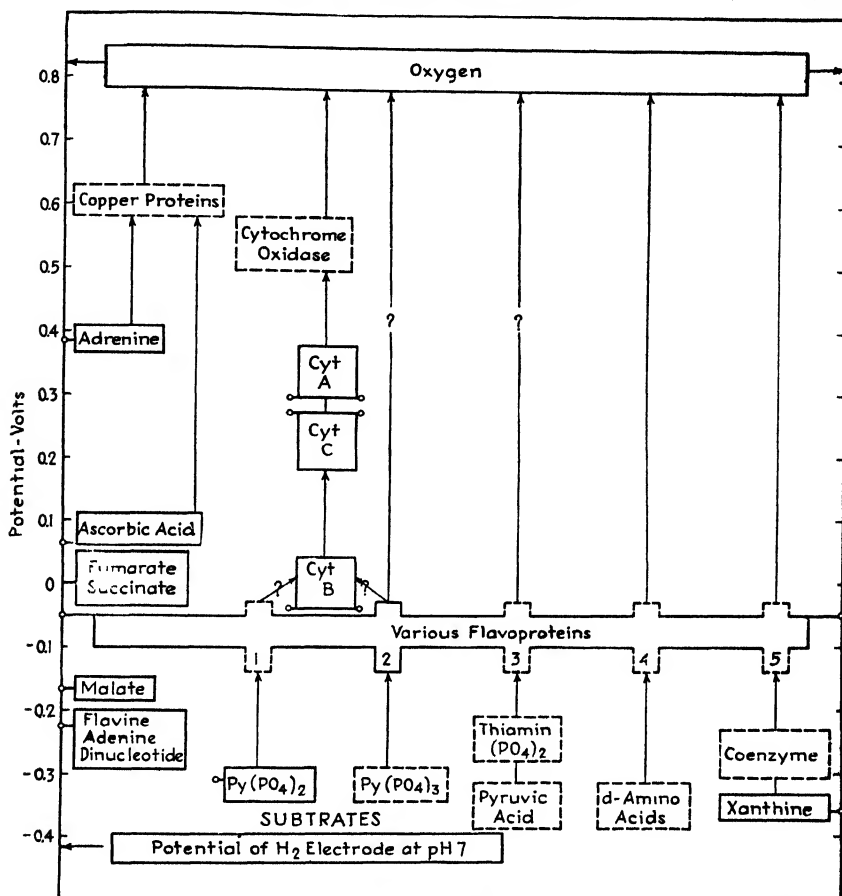 Oxygen
0.8
0.7
0.6
0.5
0.4
0.3
0.2
0.1
0
-0.1
-0.2
-0.3
-0.4
Potential-Volts
Copper Proteins
Cytochrome
Oxidase
?
?
Adrenine
Cyt
A
Cyt
C
Ascorbic Acid
Fumarate
Succinate
?
Cyt
B
?
Various Flavoproteins
1
2
3
4
5
Malate
Flavine
Adenine
Dinucleotide
Thiamin
(PO4)2
Coenzyme
Py(PO4)2
Py(PO4)3
Pyruvic
Acid
d-Amino
Acids
Xanthine
SUBTRATES
Potential of H2 Electrode at pH 7